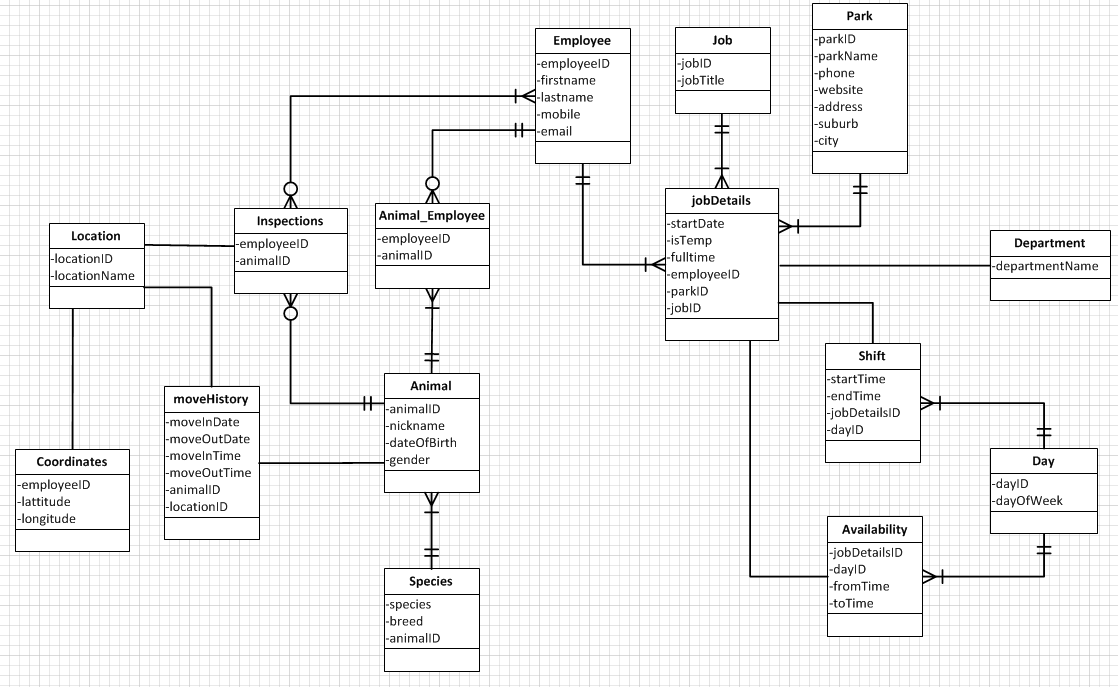 Park
-parkID
-parkName
-phone
-website
-address
-suburb
-city
Employee
-employeeID
-firstname
-lastname
-mobile
-email
Job
-jobID
-jobTitle
jobDetails
-startDate
-isTemp
-fulltime
-employeeID
-parkID
-jobID
Inspections
-employeeID
-animalID
Animal_Employee
-employeeID
-animalID
Location
-locationID
-locationName
Department
-departmentName
Shift
-startTime
-endTime
-jobDetailsID
-dayID
Animal
-animalID
-nickname
-dateOfBirth
-gender
moveHistory
-moveInDate
-moveOutDate
-moveInTime
-moveOutTime
-animalID
-locationID
Coordinates
-employeeID
-lattitude
-longitude
Day
-dayID
-dayOfWeek
Availability
-jobDetailsID
-dayID
-fromTime
-toTime
Species
-species
-breed
-animalID